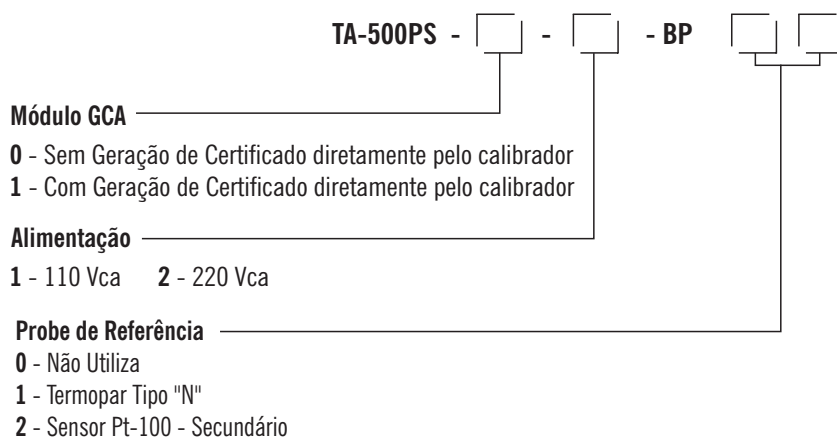 TA-500PS - - - BP
Módulo GCA
0 - Sem Geração de Certificado diretamente pelo calibrador
1 - Com Geração de Certificado diretamente pelo calibrador
Alimentação
1 - 110 Vca 2 - 220 Vca
Probe de Referência
0 - Não Utiliza
1 - Termopar Tipo "N"
2 - Sensor Pt-100 - Secundário